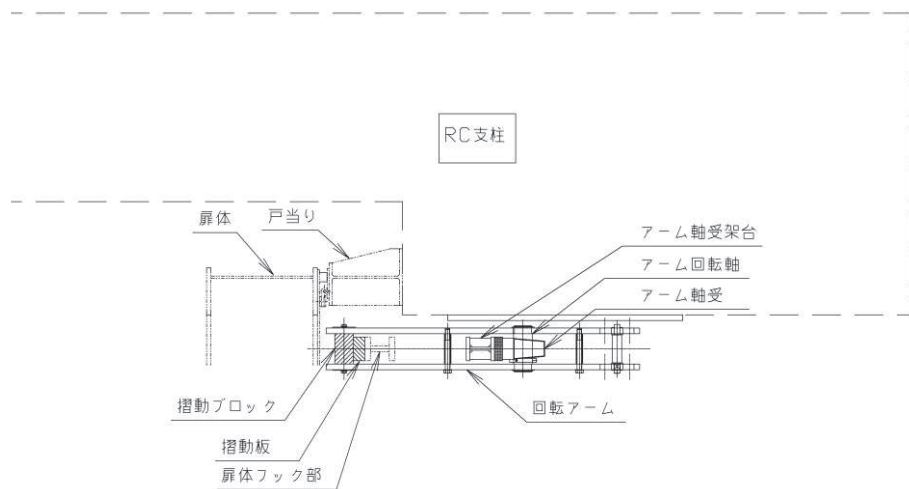 RC支柱
扉体
戸当り
アーム軸受架台
アーム回転軸
アーム軸受
摺動ブロック
回転アーム
摺動板
扉体フック部